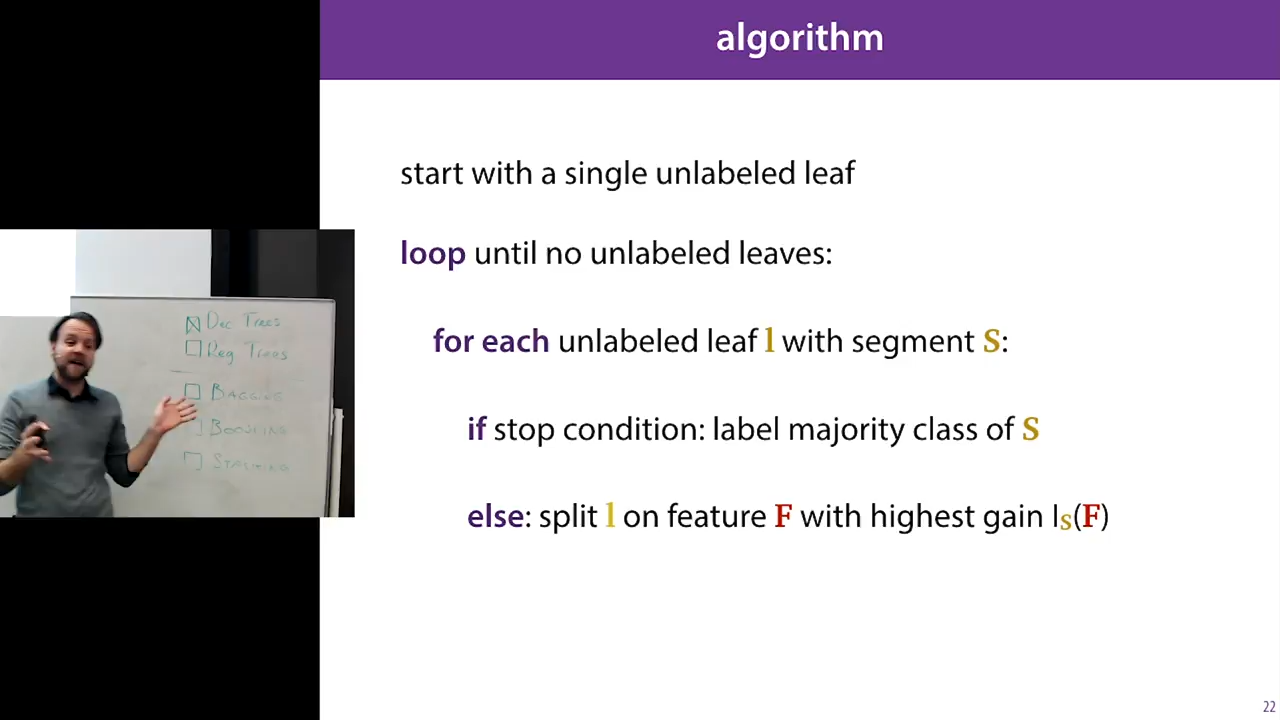 algorithm
start with a single unlabeled leaf
loop until no unlabeled leaves:
for each unlabeled leaf l with segment S:
if stop condition: label majority class of S
else: split l on feature F with highest gain I_S(F)
Dec Trees
Reg Trees
Bagging
Boosting
Stacking
22